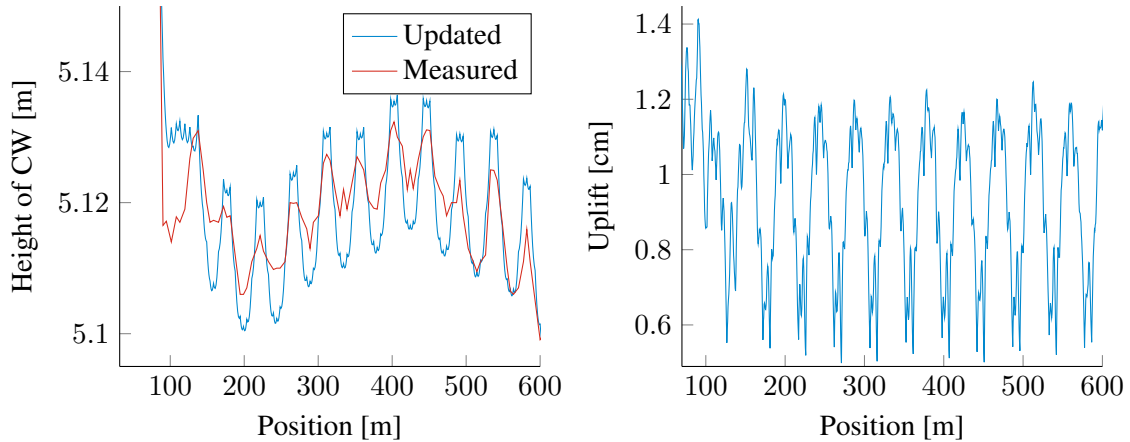 Updated
Measured
Height of CW [m]
5.14
5.12
5.1
100 200 300 400 500 600
Position [m]
Uplift [cm]
1.4
1.2
1
0.8
0.6
100 200 300 400 500 600
Position [m]